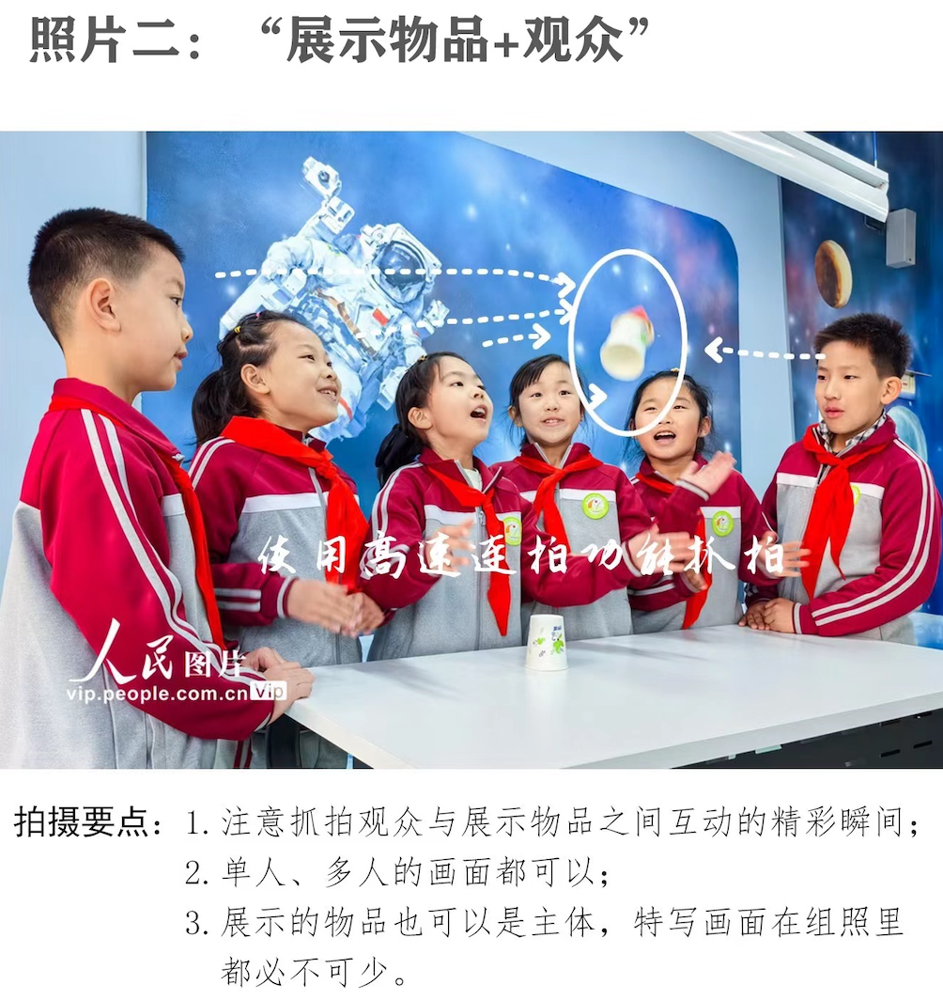 照片二：“展示物品+观众”
使用高速连拍功能抓拍
人民图片
vip.people.com.cn vip
拍摄要点：1. 注意抓拍观众与展示物品之间互动的精彩瞬间；
2. 单人、多人的画面都可以；
3. 展示的物品也可以是主体，特写画面在组照里
都必不可少。